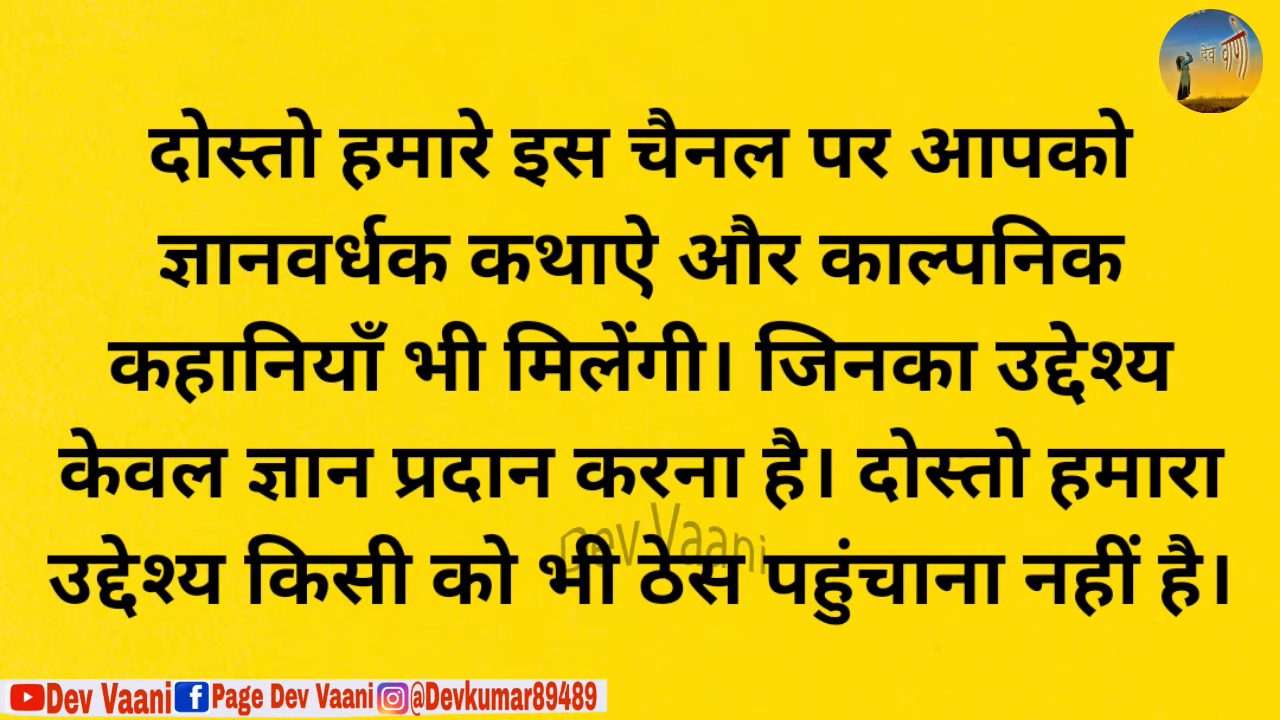 देव वाणी
दोस्तो हमारे इस चैनल पर आपको
ज्ञानवर्धक कथाऐ और काल्पनिक
कहानियाँ भी मिलेंगी। जिनका उद्देश्य
केवल ज्ञान प्रदान करना है। दोस्तो हमारा
Dev Vaani
उद्देश्य किसी को भी ठेस पहुंचाना नहीं है।
Dev Vaani Page Dev Vaani @Devkumar89489